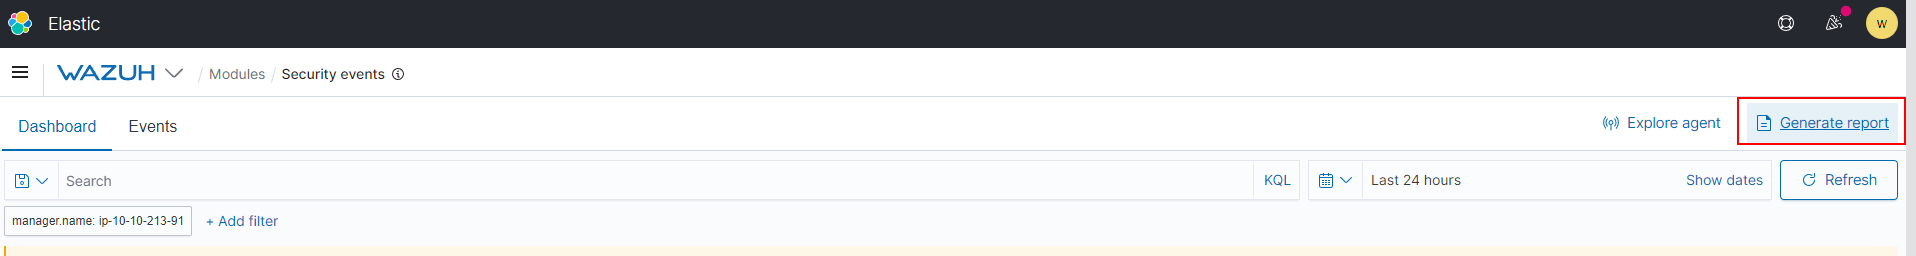 Elastic
W
WAZUH / Modules / Security events
Dashboard Events Explore agent Generate report
Search KQL Last 24 hours Show dates Refresh
manager.name: ip-10-10-213-91 + Add filter